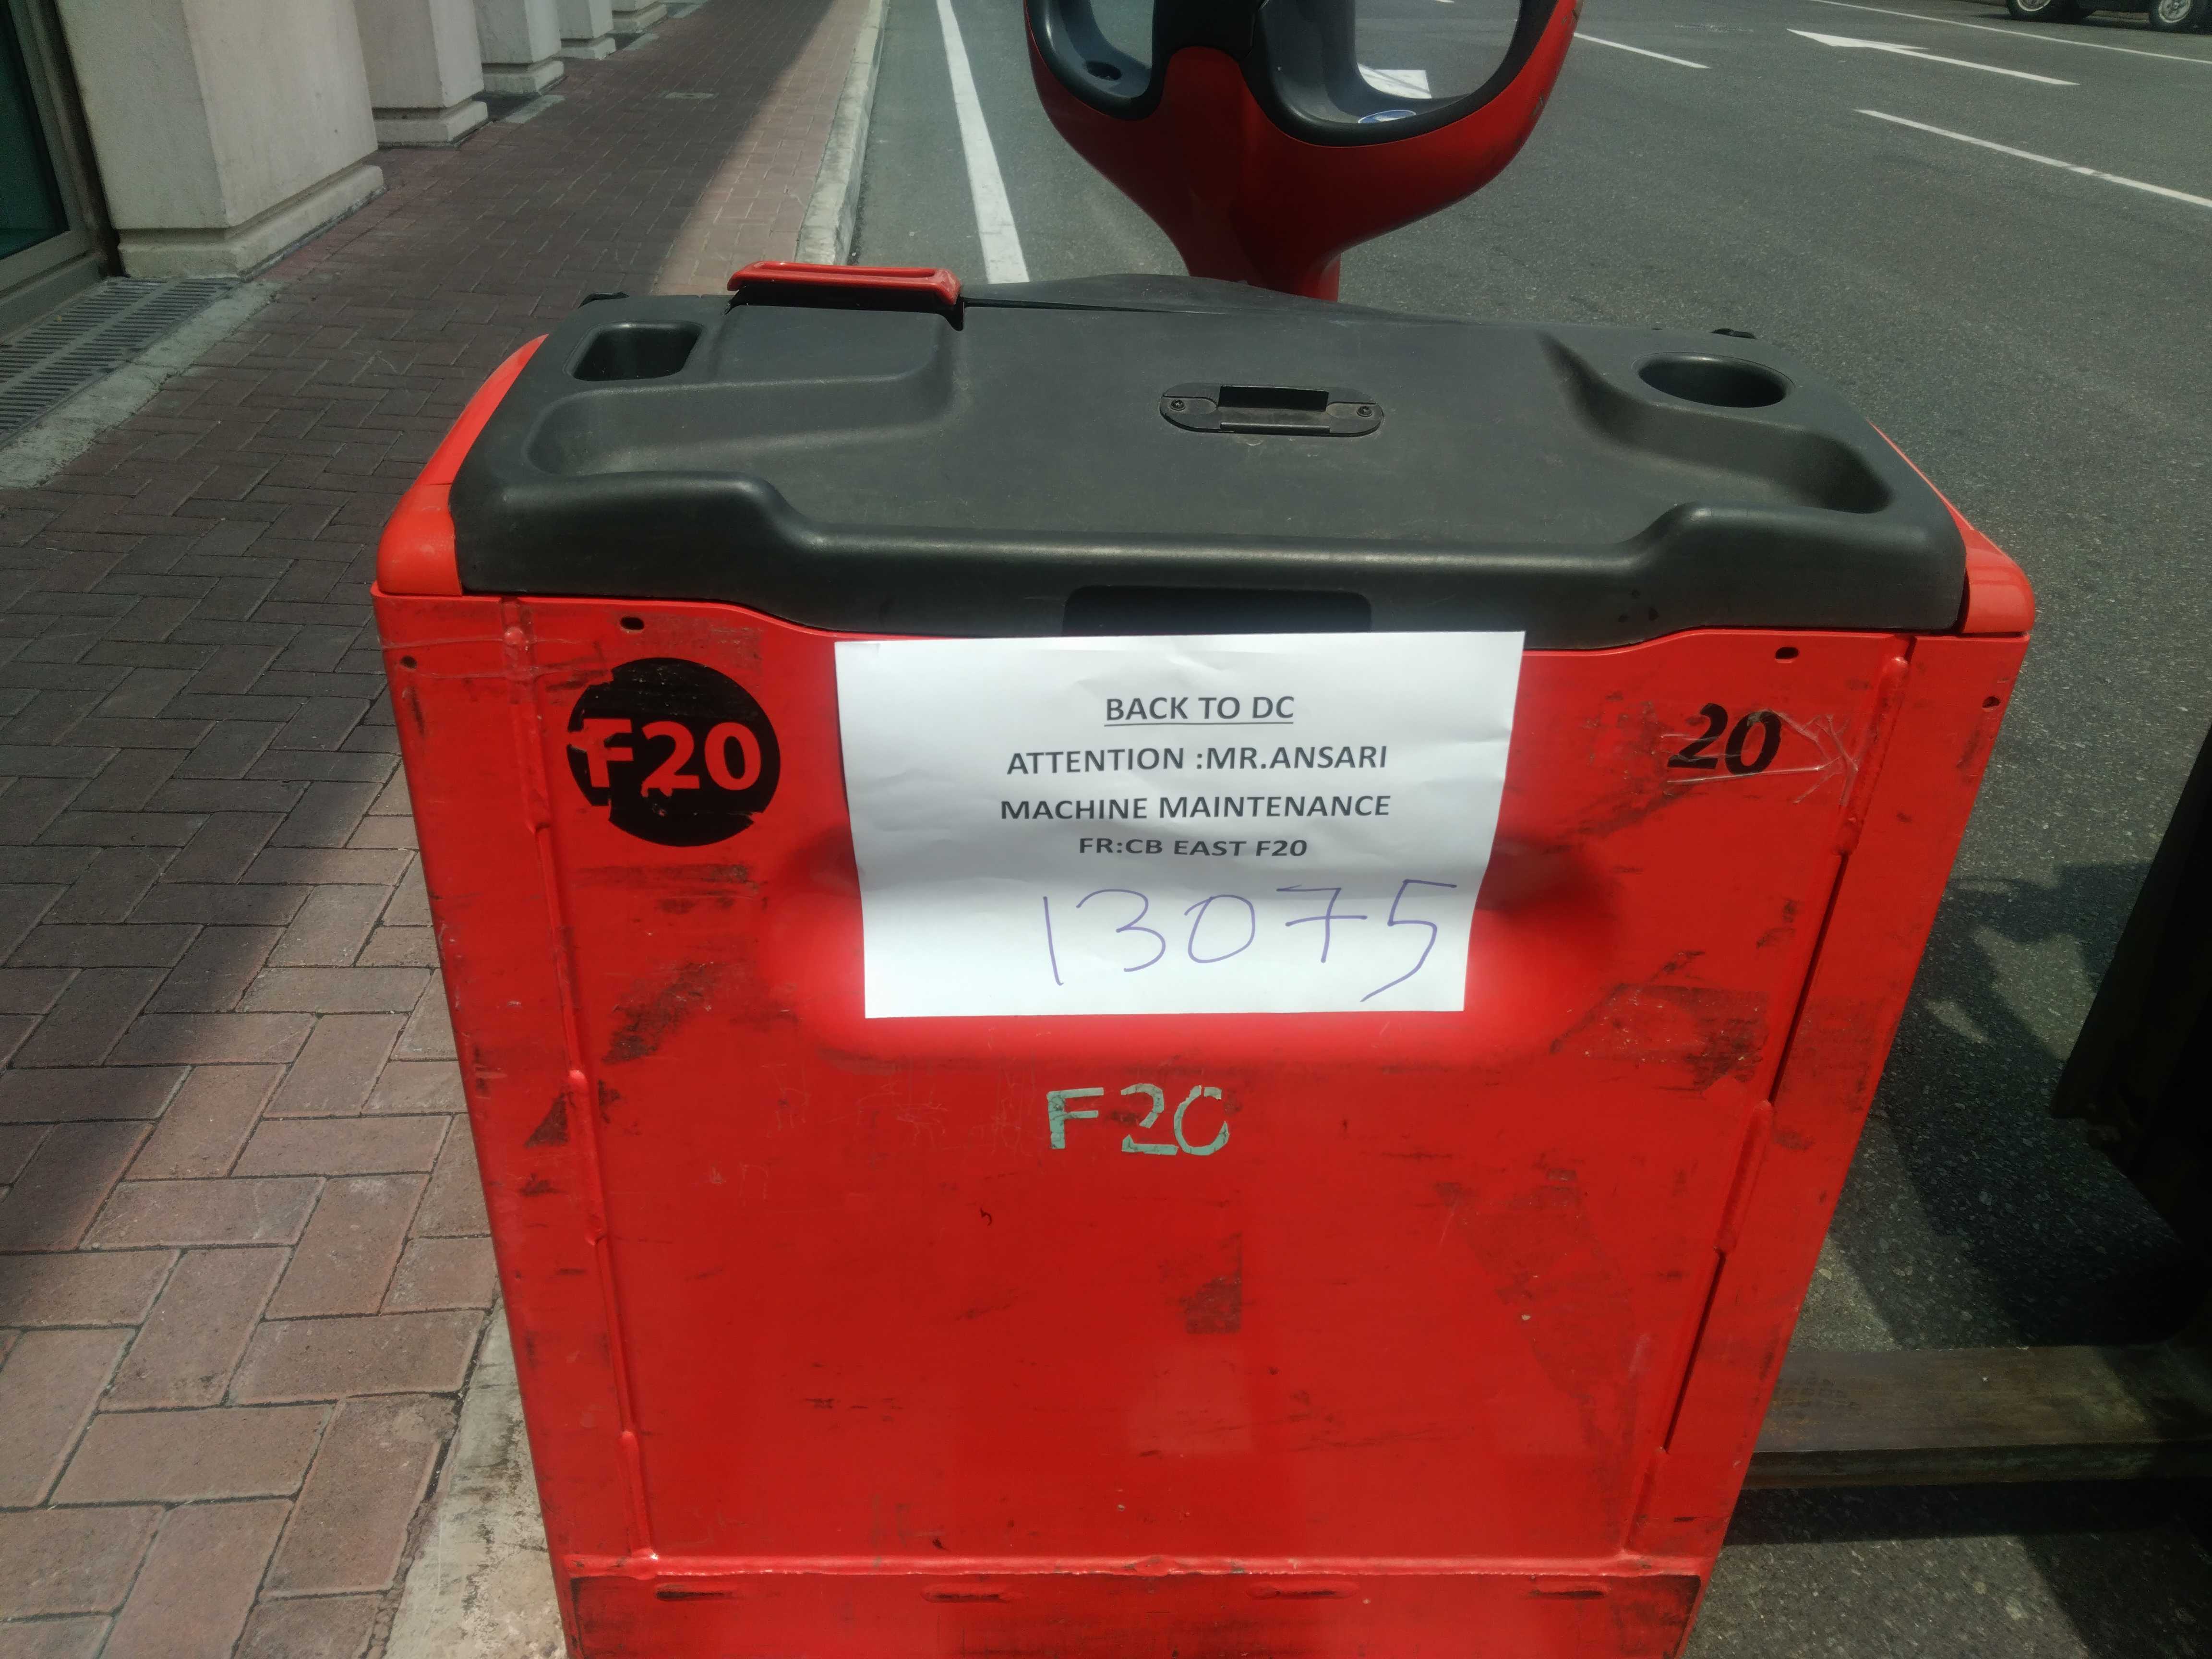 BACK TO DC
ATTENTION :MR.ANSARI
MACHINE MAINTENANCE
FR:CB EAST F20
13075
F20
20
F20